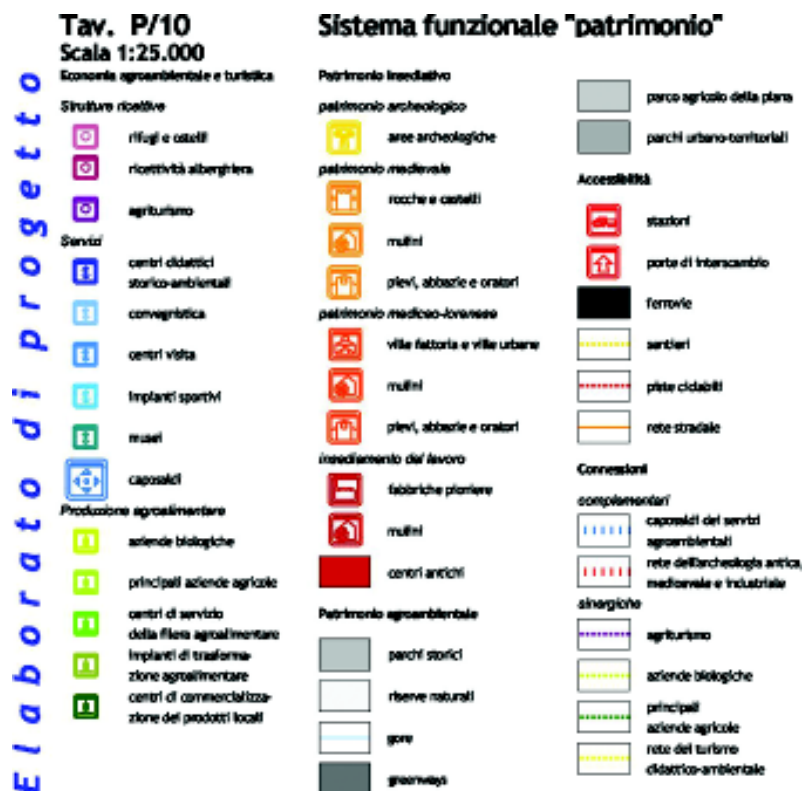 Elaborato di progetto
Tav. P/10
Scala 1:25.000
Sistema funzionale "patrimonio"
Economia agroambientale e turistica
Strutture ricettive
rifugi e ostelli
ricettività alberghiera
agriturismo
Servizi
centri didattici
storico-ambientali
convegnistica
centri visita
impianti sportivi
musei
caposaldi
Produzione agroalimentare
aziende biologiche
principali aziende agricole
centri di servizio
della filiera agroalimentare
impianti di trasforma-
zione agroalimentare
centri di commercializza-
zione dei prodotti locali
Patrimonio insediativo
patrimonio archeologico
aree archeologiche
patrimonio medievale
rocche e castelli
mulini
pievi, abbazie e oratori
patrimonio mediceo-lorenese
ville fattoria e ville urbane
mulini
pievi, abbazie e oratori
insediamento del lavoro
fabbriche pioniere
mulini
centri antichi
Patrimonio agroambientale
parchi storici
riserve naturali
gore
greenways
parco agricolo della piana
parchi urbano-territoriali
Accessibilità
stazioni
porte di interscambio
ferrovie
sentieri
piste ciclabili
rete stradale
Connessioni
complementari
caposaldi dei servizi
agroambientali
rete dell'archeologia antica,
medioevale e industriale
sinergiche
agriturismo
aziende biologiche
principali
aziende agricole
rete del turismo
didattico-ambientale